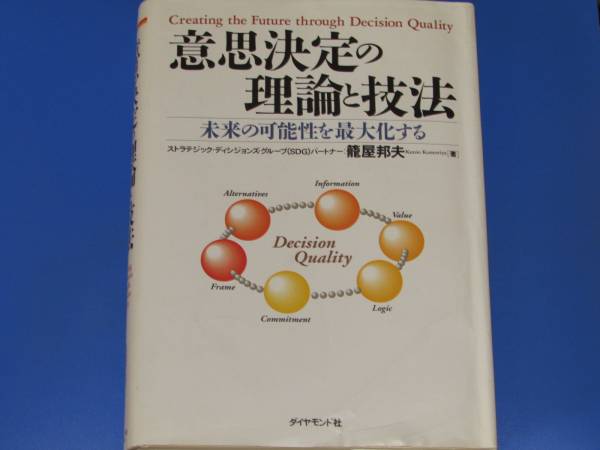 Creating the Future through Decision Quality
意思決定の
理論と技法
未来の可能性を最大化する
ストラテジック・ディシジョンズ・グループ(SDG)パートナー 籠屋邦夫 [著]
Information
Alternatives
Value
Decision
Quality
Frame
Logic
Commitment
ダイヤモンド社